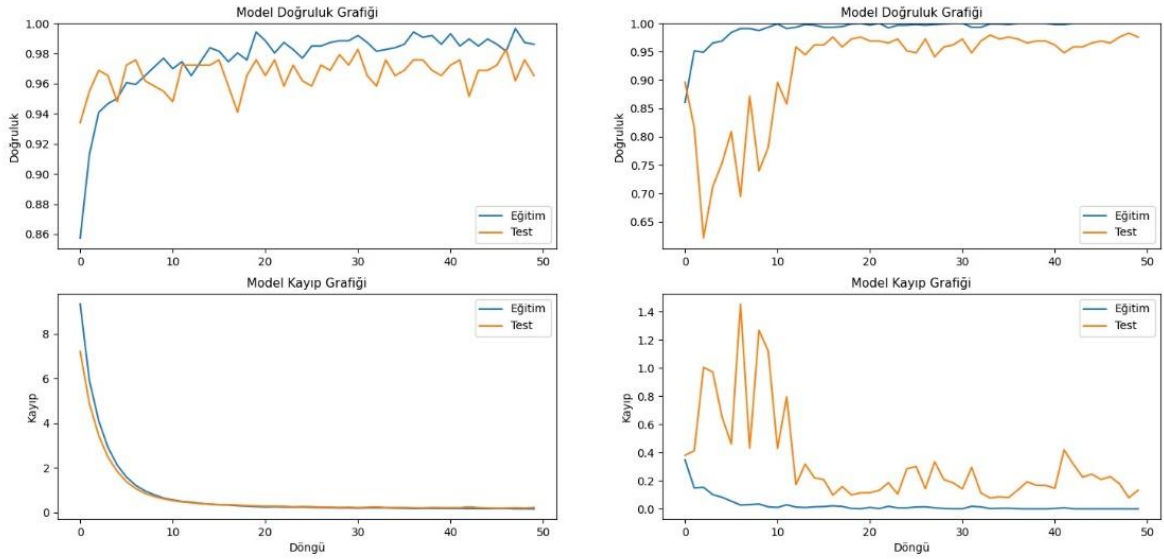 Model Doğruluk Grafiği
1.00
0.98
0.96
0.94
0.92
0.90
0.88
0.86
Doğruluk
Eğitim
Test
0 10 20 30 40 50
Model Kayıp Grafiği
8
6
4
2
0
Kayıp
Eğitim
Test
0 10 20 30 40 50
Döngü
Model Doğruluk Grafiği
1.00
0.95
0.90
0.85
0.80
0.75
0.70
0.65
Doğruluk
Eğitim
Test
0 10 20 30 40 50
Model Kayıp Grafiği
1.4
1.2
1.0
0.8
0.6
0.4
0.2
0.0
Kayıp
Eğitim
Test
0 10 20 30 40 50
Döngü